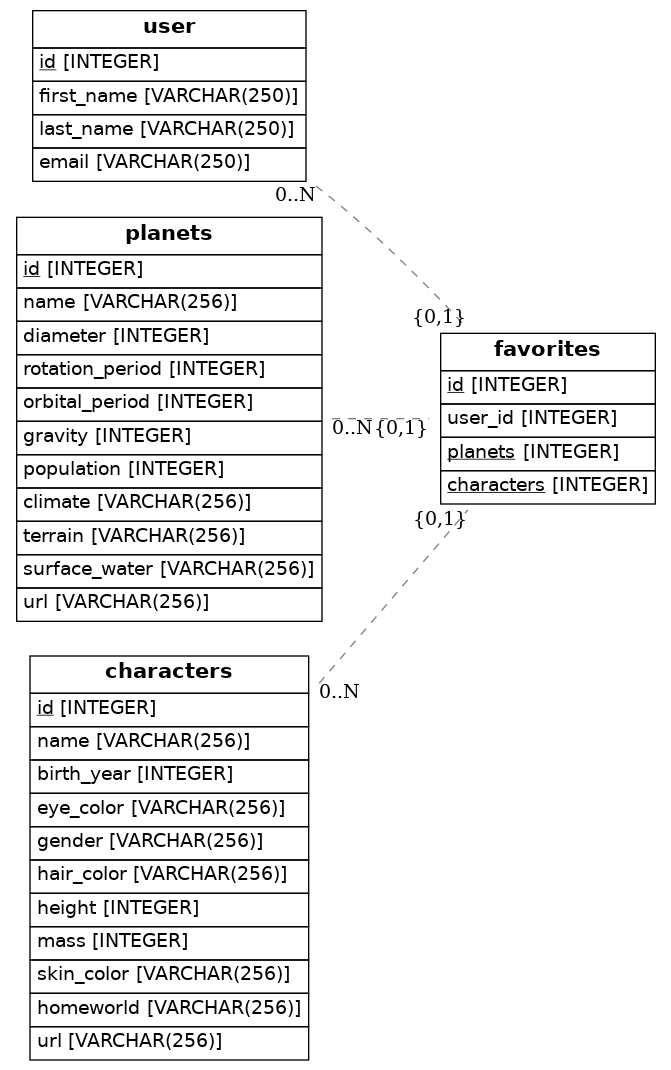 user
id [INTEGER]
first_name [VARCHAR(250)]
last_name [VARCHAR(250)]
email [VARCHAR(250)]
0..N
planets
id [INTEGER]
name [VARCHAR(256)]
diameter [INTEGER]
rotation_period [INTEGER]
orbital_period [INTEGER]
gravity [INTEGER]
population [INTEGER]
climate [VARCHAR(256)]
terrain [VARCHAR(256)]
surface_water [VARCHAR(256)]
url [VARCHAR(256)]
0..N
{0,1}
{0,1}
favorites
id [INTEGER]
user_id [INTEGER]
planets [INTEGER]
characters [INTEGER]
{0,1}
0..N
characters
id [INTEGER]
name [VARCHAR(256)]
birth_year [INTEGER]
eye_color [VARCHAR(256)]
gender [VARCHAR(256)]
hair_color [VARCHAR(256)]
height [INTEGER]
mass [INTEGER]
skin_color [VARCHAR(256)]
homeworld [VARCHAR(256)]
url [VARCHAR(256)]